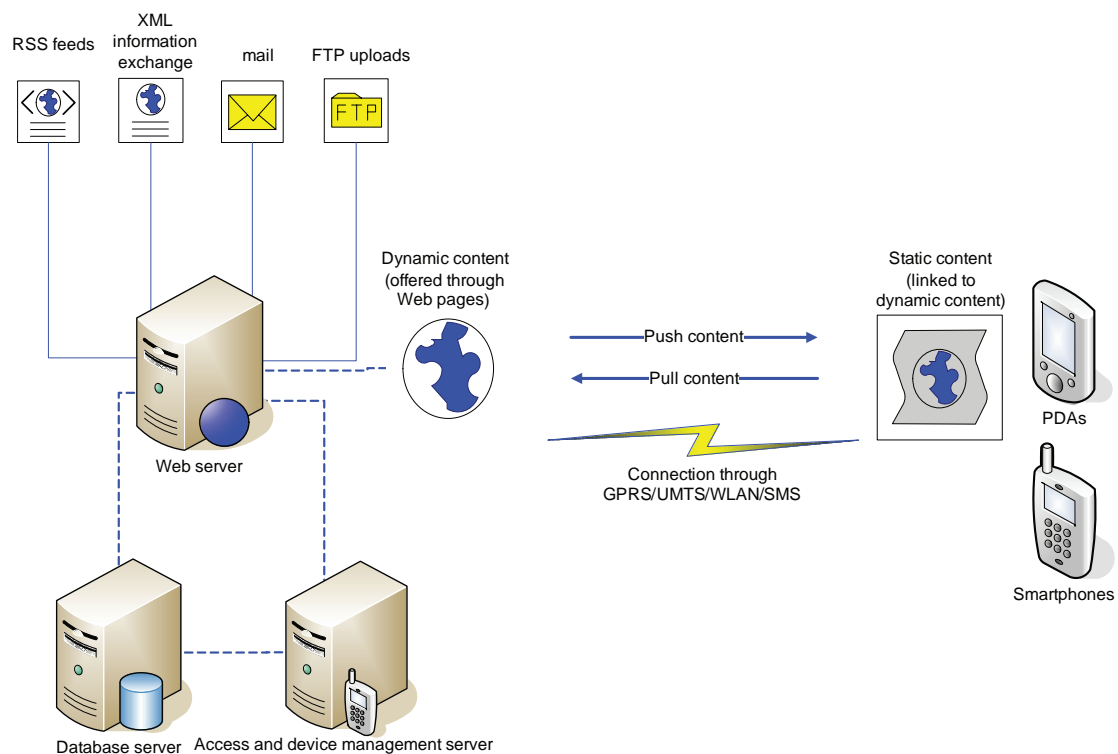 RSS feeds
XML
information
exchange
mail
FTP uploads
FTP
Dynamic content
(offered through
Web pages)
Static content
(linked to
dynamic content)
Push content
Pull content
PDAs
Web server
Connection through
GPRS/UMTS/WLAN/SMS
Smartphones
Database server
Access and device management server